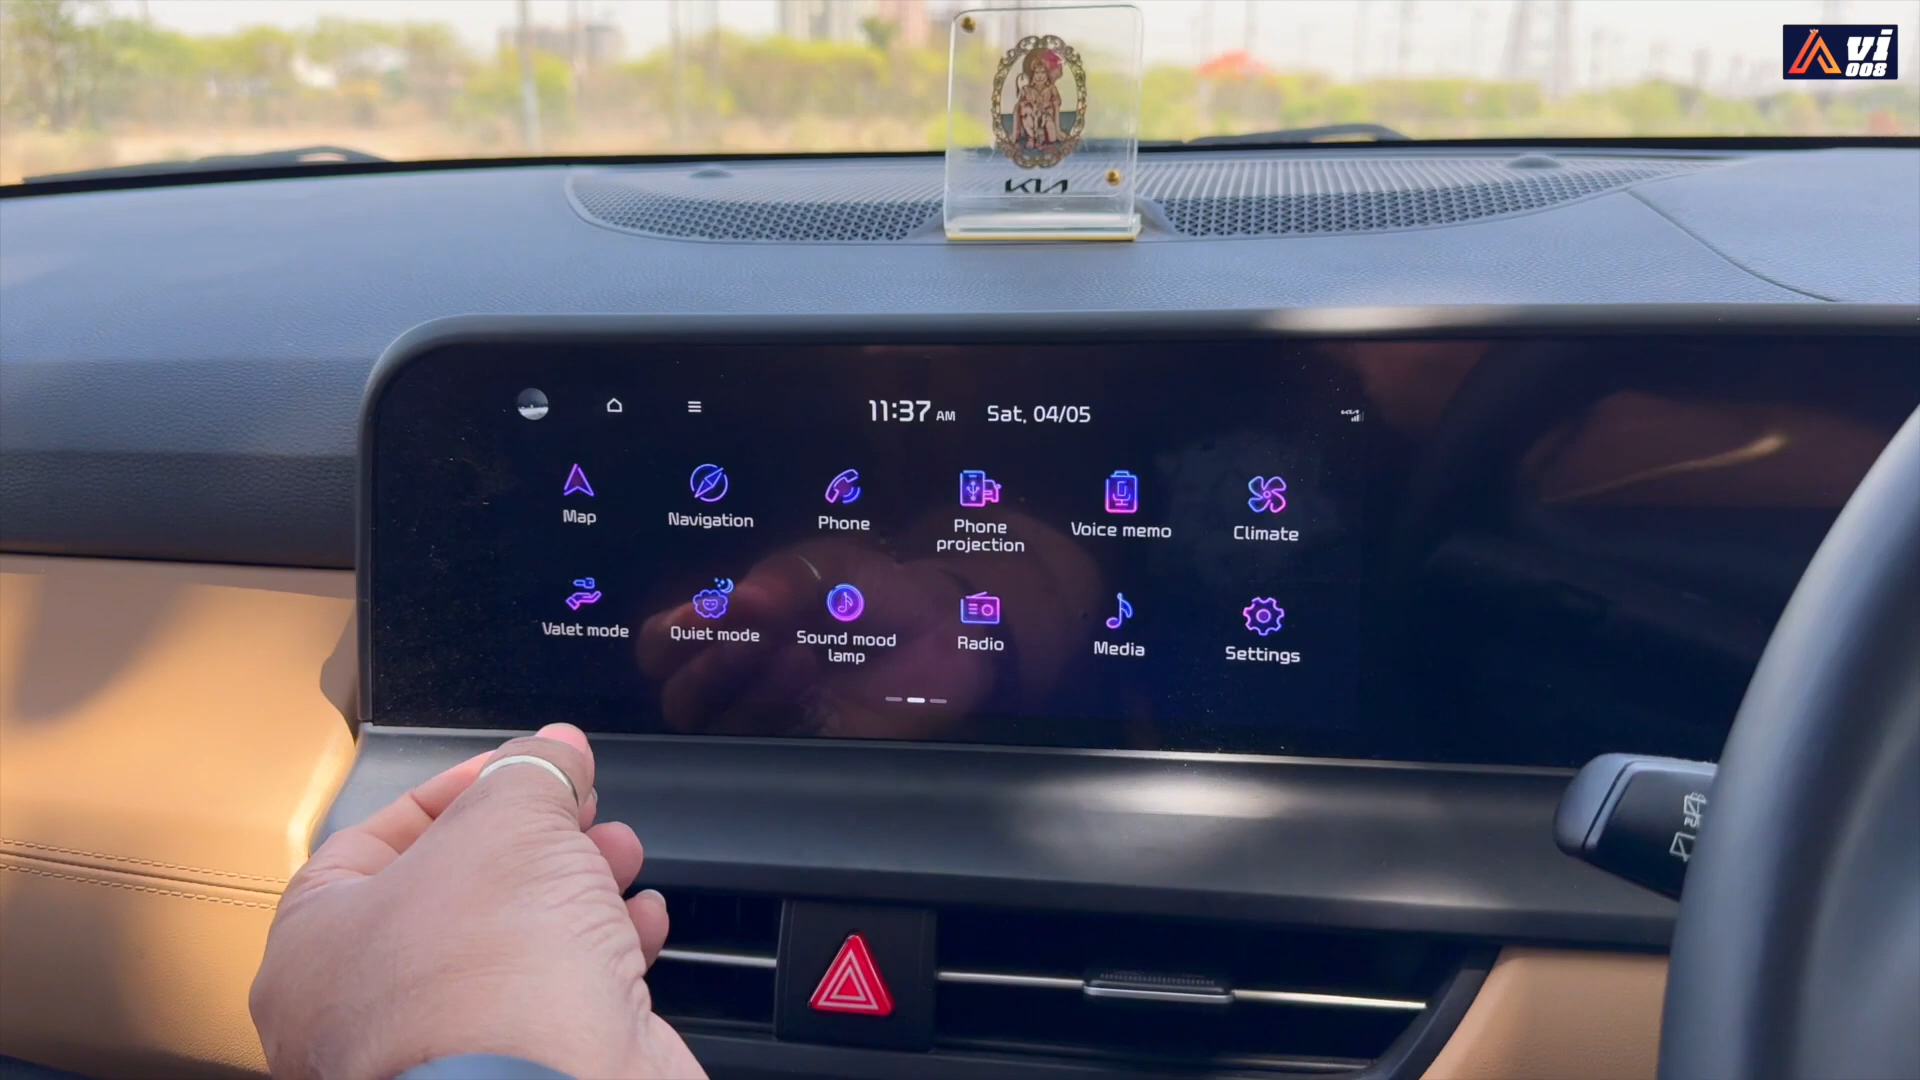 Avi
008
KIA
11:37 AM Sat, 04/05
Map
Navigation
Phone
Phone
projection
Voice memo
Climate
Valet mode
Quiet mode
Sound mood
lamp
Radio
Media
Settings